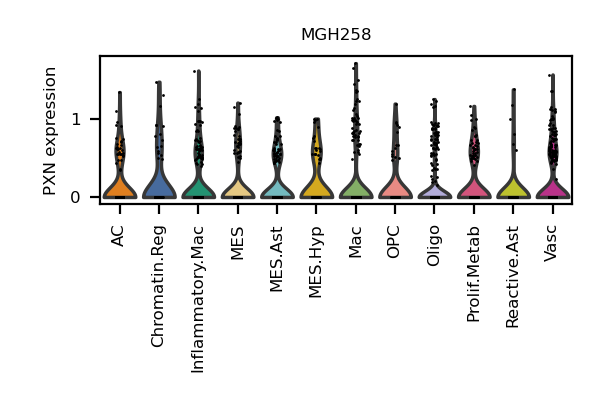 MGH258
PXN expression
1
0
AC
Chromatin.Reg
Inflammatory.Mac
MES
MES.Ast
MES.Hyp
Mac
OPC
Oligo
Prolif.Metab
Reactive.Ast
Vasc